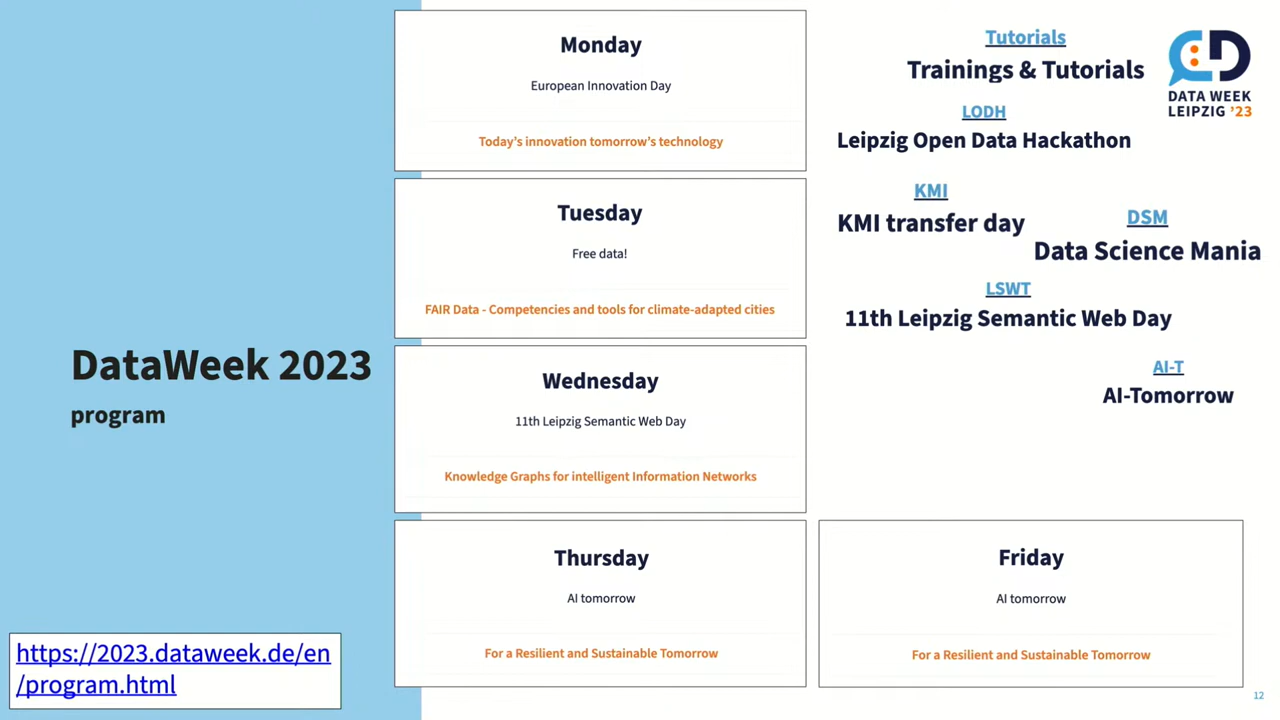 DataWeek 2023
program
https://2023.dataweek.de/en
/program.html
Monday
European Innovation Day
Today’s innovation tomorrow’s technology
Tuesday
Free data!
FAIR Data - Competencies and tools for climate-adapted cities
Wednesday
11th Leipzig Semantic Web Day
Knowledge Graphs for intelligent Information Networks
Thursday
AI tomorrow
For a Resilient and Sustainable Tomorrow
Friday
AI tomorrow
For a Resilient and Sustainable Tomorrow
Tutorials
Trainings & Tutorials
LODH
Leipzig Open Data Hackathon
KMI
KMI transfer day
DSM
Data Science Mania
LSWT
11th Leipzig Semantic Web Day
AI-T
AI-Tomorrow
DATA WEEK
LEIPZIG ’23
12